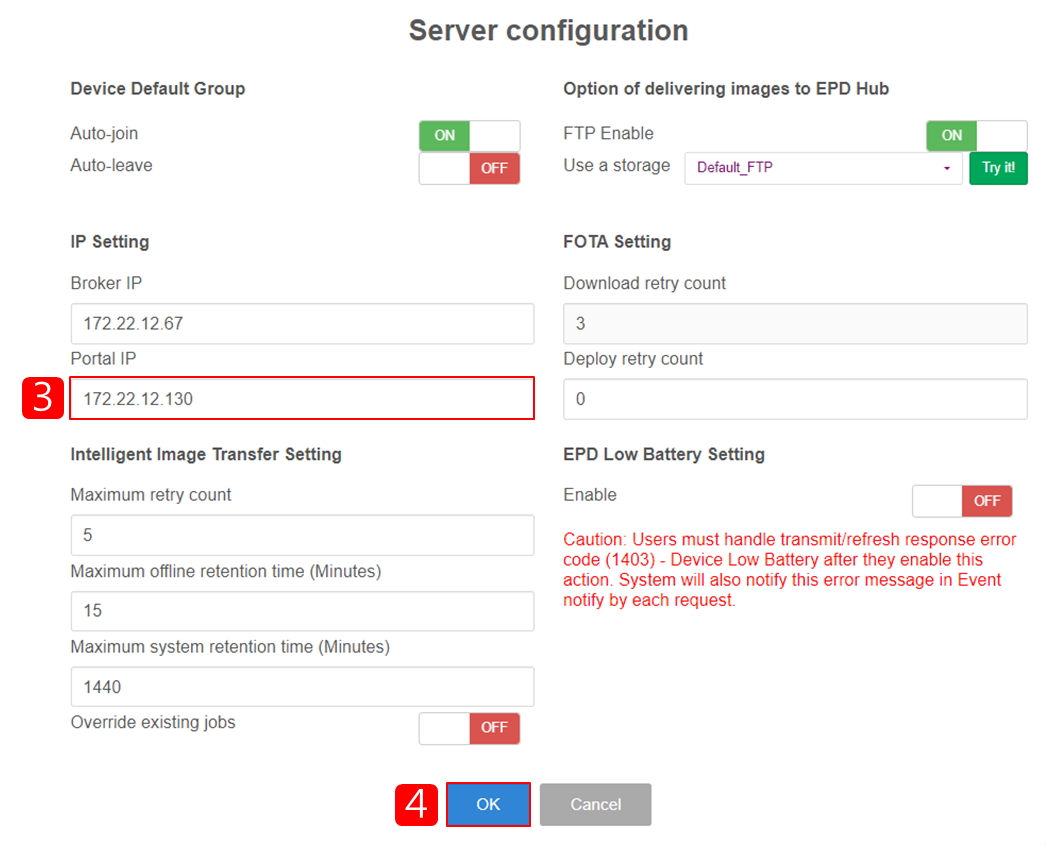 Server configuration
Device Default Group
Auto-join
ON
Auto-leave
OFF
Option of delivering images to EPD Hub
FTP Enable
ON
Use a storage
Default_FTP
Try it!
IP Setting
Broker IP
172.22.12.67
Portal IP
3
172.22.12.130
FOTA Setting
Download retry count
3
Deploy retry count
0
Intelligent Image Transfer Setting
Maximum retry count
5
Maximum offline retention time (Minutes)
15
Maximum system retention time (Minutes)
1440
Override existing jobs
OFF
EPD Low Battery Setting
Enable
OFF
Caution: Users must handle transmit/refresh response error
code (1403) - Device Low Battery after they enable this
action. System will also notify this error message in Event
notify by each request.
4
OK
Cancel